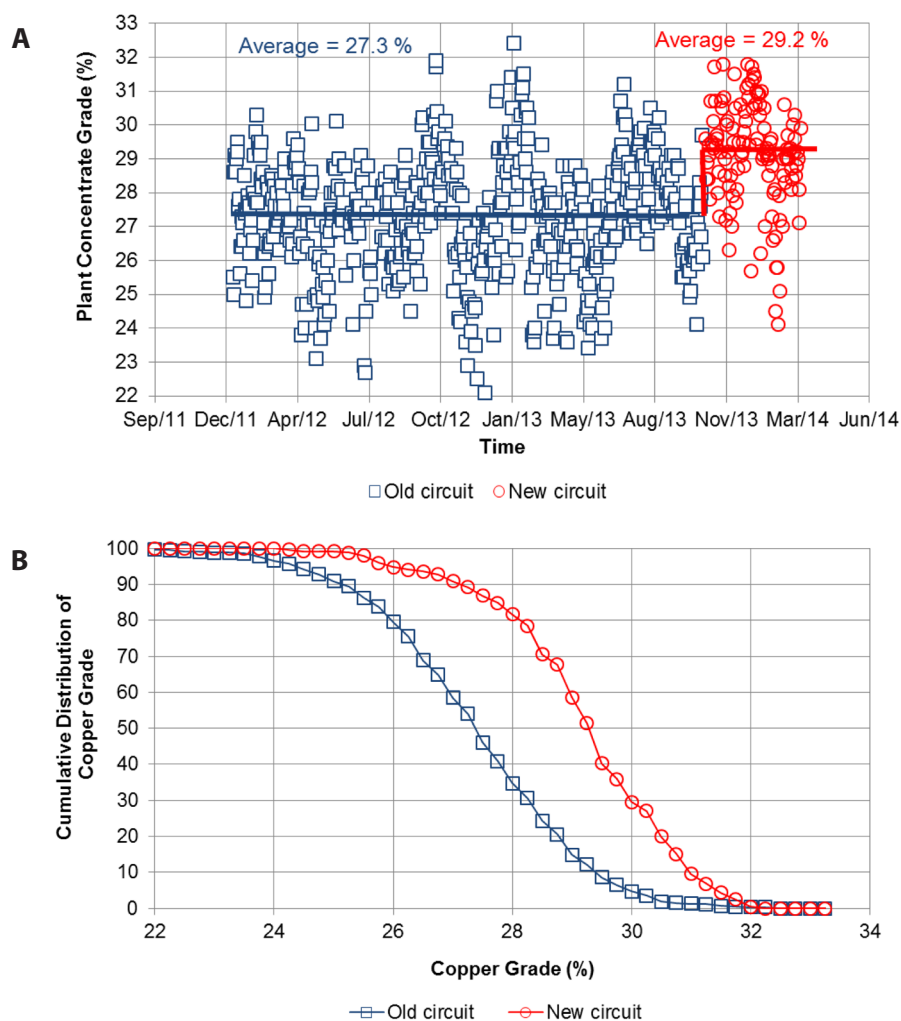 A
Plant Concentrate Grade (%)
33
32
31
30
29
28
27
26
25
24
23
22
Average = 27.3 %
Average = 29.2 %
Sep/11 Dec/11 Apr/12 Jul/12 Oct/12 Jan/13 May/13 Aug/13 Nov/13 Mar/14 Jun/14
Time
Old circuit New circuit
B
Cumulative Distribution of
Copper Grade
100
90
80
70
60
50
40
30
20
10
0
22 24 26 28 30 32 34
Copper Grade (%)
Old circuit New circuit